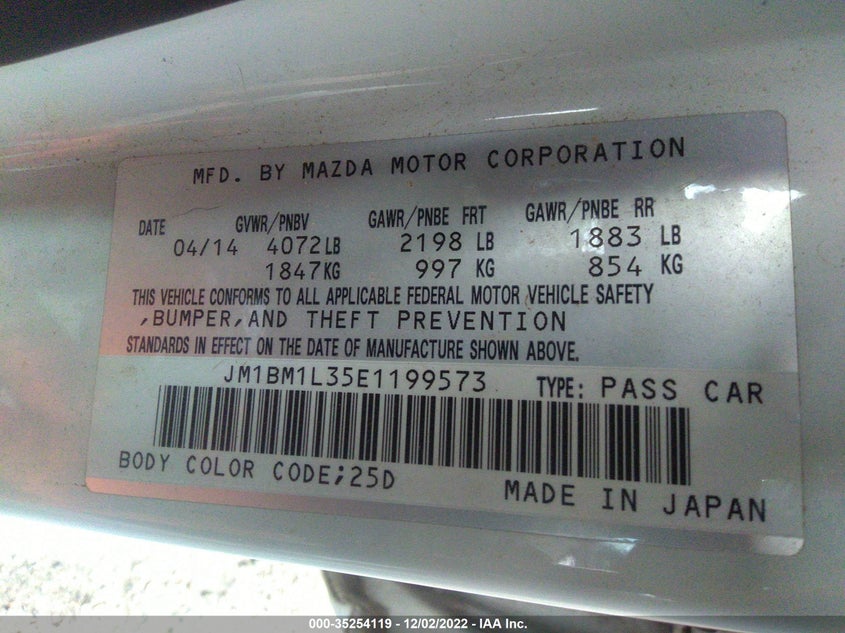 MFD. BY MAZDA MOTOR CORPORATION
DATE GVWR/PNBV GAWR/PNBE FRT GAWR/PNBE RR
04/14 4072LB 2198 LB 1883 LB
1847KG 997 KG 854 KG
THIS VEHICLE CONFORMS TO ALL APPLICABLE FEDERAL MOTOR VEHICLE SAFETY
,BUMPER,AND THEFT PREVENTION
STANDARDS IN EFFECT ON THE DATE OF MANUFACTURE SHOWN ABOVE.
JM1BM1L35E1199573 TYPE: PASS CAR
BODY COLOR CODE;25D
MADE IN JAPAN
000-35254119 - 12/02/2022 - IAA Inc.